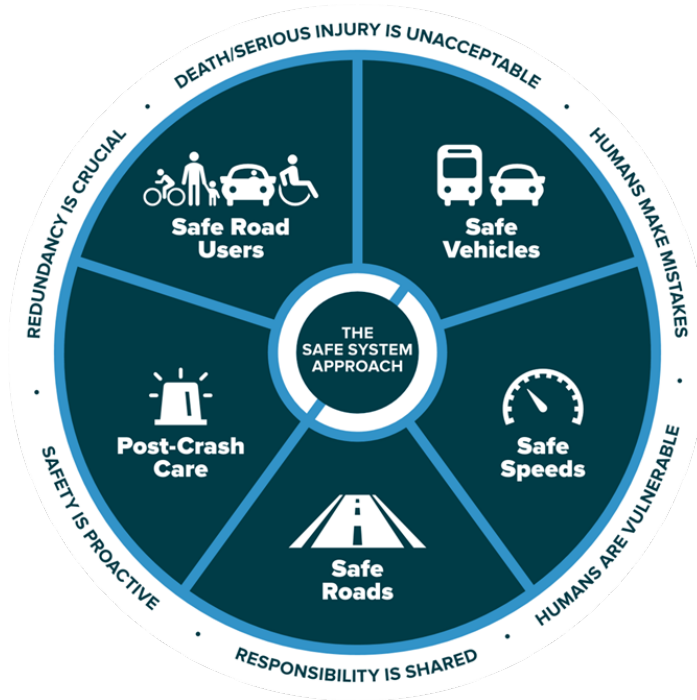 DEATH/SERIOUS INJURY IS UNACCEPTABLE
HUMANS MAKE MISTAKES
HUMANS ARE VULNERABLE
RESPONSIBILITY IS SHARED
SAFETY IS PROACTIVE
REDUNDANCY IS CRUCIAL
Safe Road
Users
Safe
Vehicles
Safe
Speeds
Safe
Roads
Post-Crash
Care
THE
SAFE SYSTEM
APPROACH